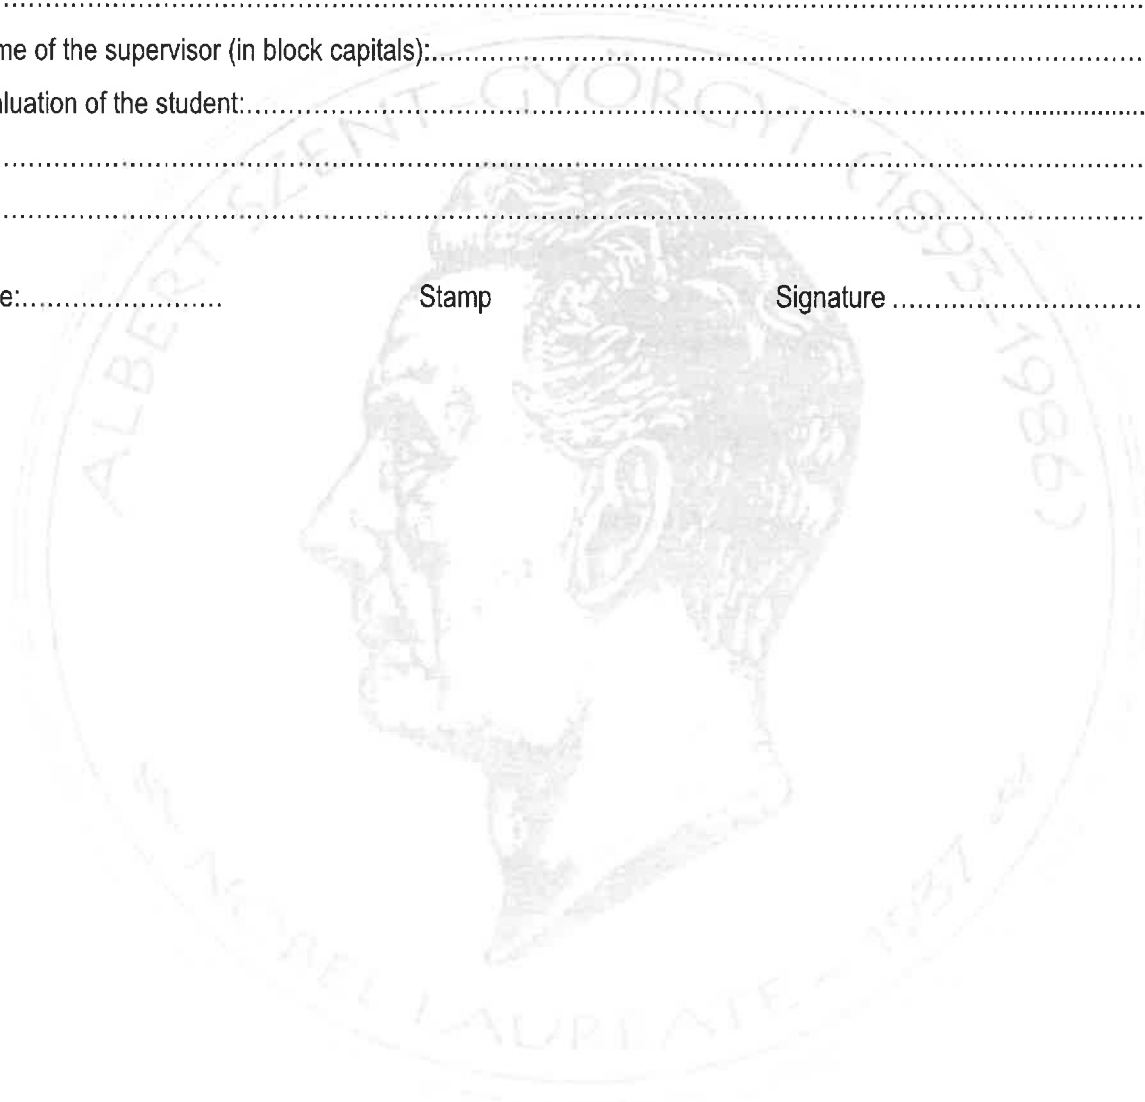 me of the supervisor (in block capitals):
luation of the student:
e: Stamp Signature
ALBERT SZENT-GYÖRGYI (1893-1986)
NOBEL LAUREATE - 1937